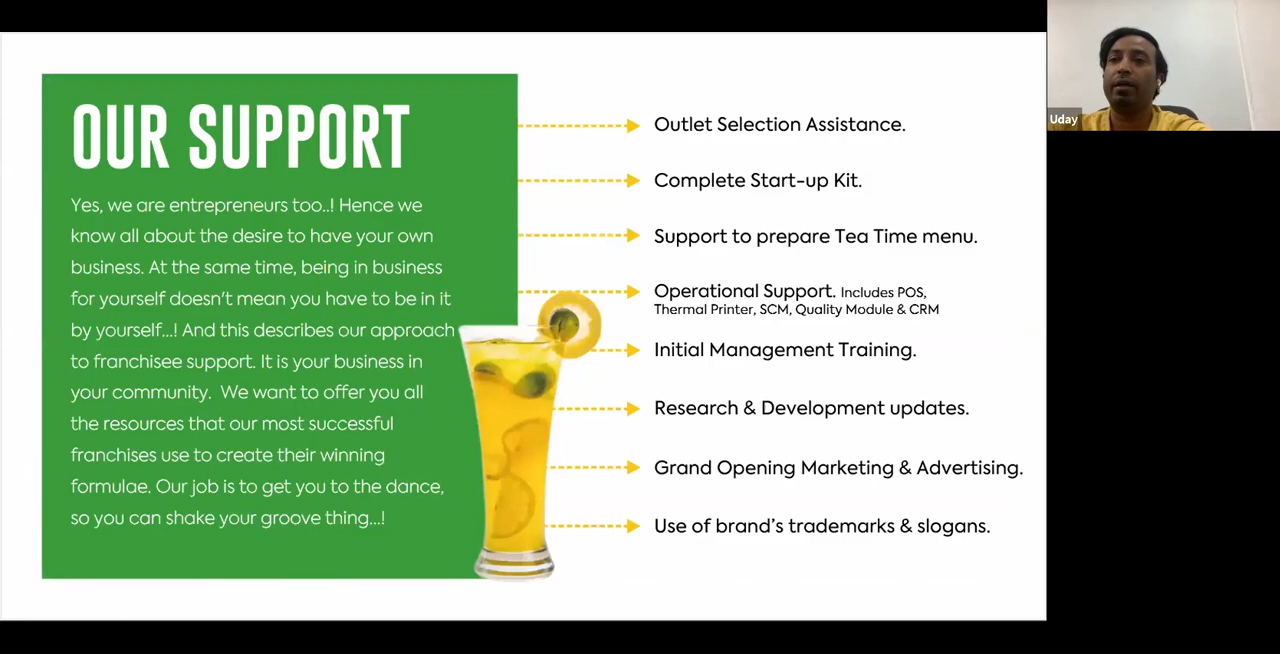 OUR SUPPORT
Yes, we are entrepreneurs too..! Hence we
know all about the desire to have your own
business. At the same time, being in business
for yourself doesn't mean you have to be in it
by yourself...! And this describes our approach
to franchisee support. It is your business in
your community. We want to offer you all
the resources that our most successful
franchises use to create their winning
formulae. Our job is to get you to the dance,
so you can shake your groove thing...!
Outlet Selection Assistance.
Complete Start-up Kit.
Support to prepare Tea Time menu.
Operational Support. Includes POS,
Thermal Printer, SCM, Quality Module & CRM
Initial Management Training.
Research & Development updates.
Grand Opening Marketing & Advertising.
Use of brand's trademarks & slogans.
Uday